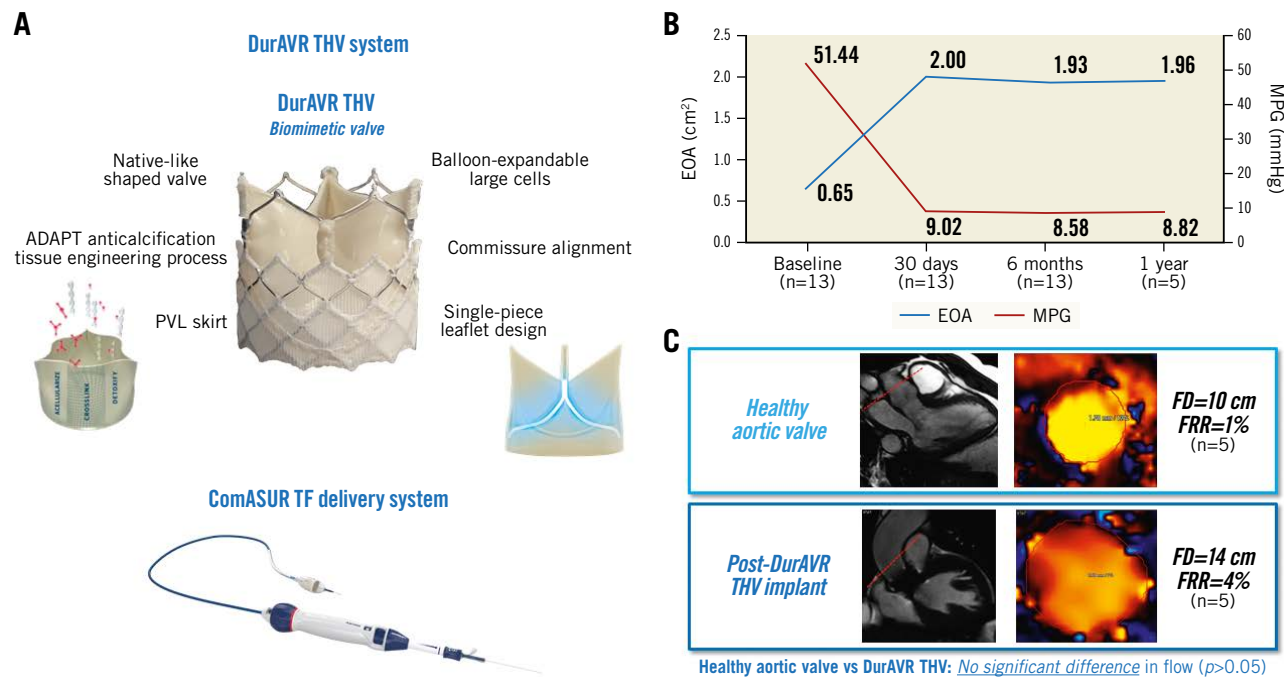 A
DurAVR THV system
DurAVR THV
Biomimetic valve
Native-like
shaped valve
Balloon-expandable
large cells
ADAPT anticalcification
tissue engineering process
Commissure alignment
PVL skirt
Single-piece
leaflet design
ACELLULARIZE
CROSSLINK
DETOXIFY
ComASUR TF delivery system
B
EOA (cm²)
2.5
2.0
1.5
1.0
0.5
0.0
MPG (mmHg)
60
50
40
30
20
10
0
51.44
2.00
1.93
1.96
0.65
9.02
8.58
8.82
Baseline
(n=13)
30 days
(n=13)
6 months
(n=13)
1 year
(n=5)
EOA
MPG
C
Healthy
aortic valve
FD=10 cm
FRR=1%
(n=5)
Post-DurAVR
THV implant
FD=14 cm
FRR=4%
(n=5)
Healthy aortic valve vs DurAVR THV: No significant difference in flow (p>0.05)